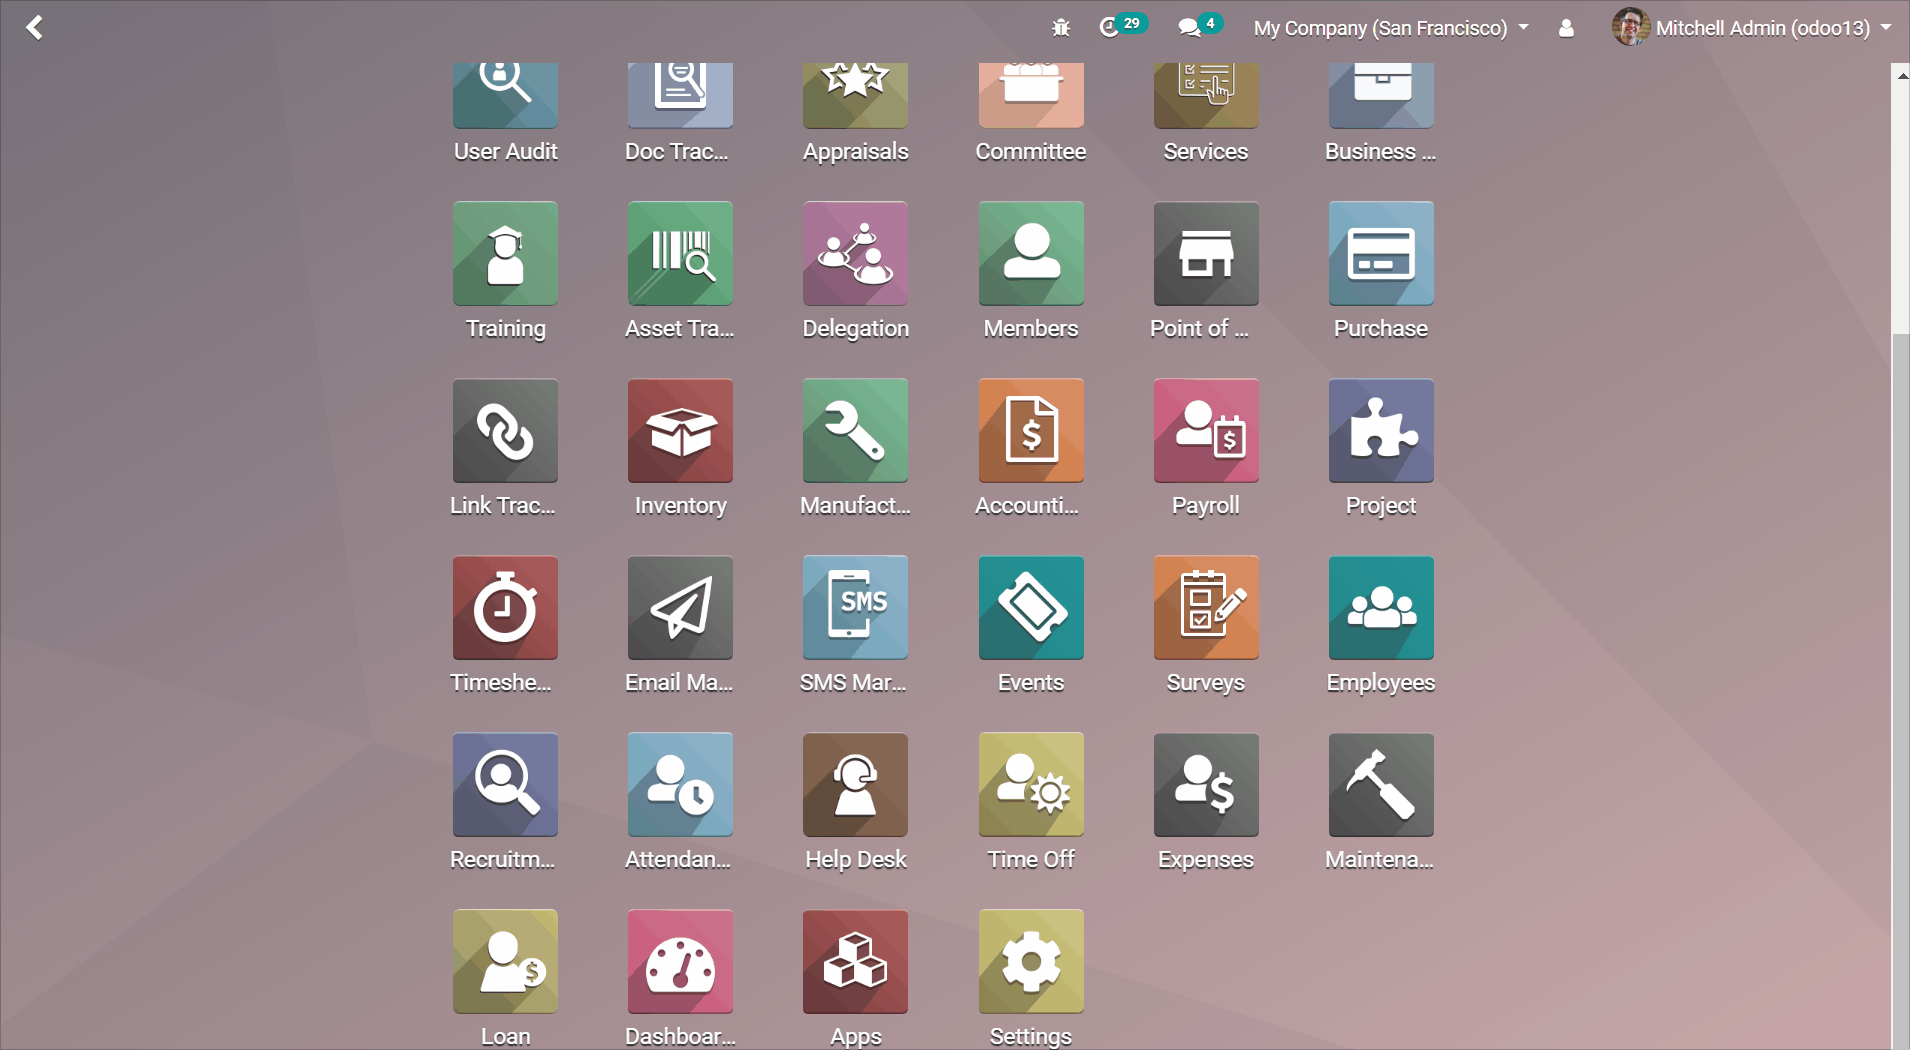 29 4 My Company (San Francisco) Mitchell Admin (odoo13)
User Audit Doc Trac... Appraisals Committee Services Business ...
Training Asset Tra... Delegation Members Point of ... Purchase
$ $
Link Trac... Inventory Manufact... Accounti... Payroll Project
SMS
Timeshe... Email Ma... SMS Mar... Events Surveys Employees
$
Recruitm... Attendan... Help Desk Time Off Expenses Maintena...
$
Loan Dashboar... Apps Settings